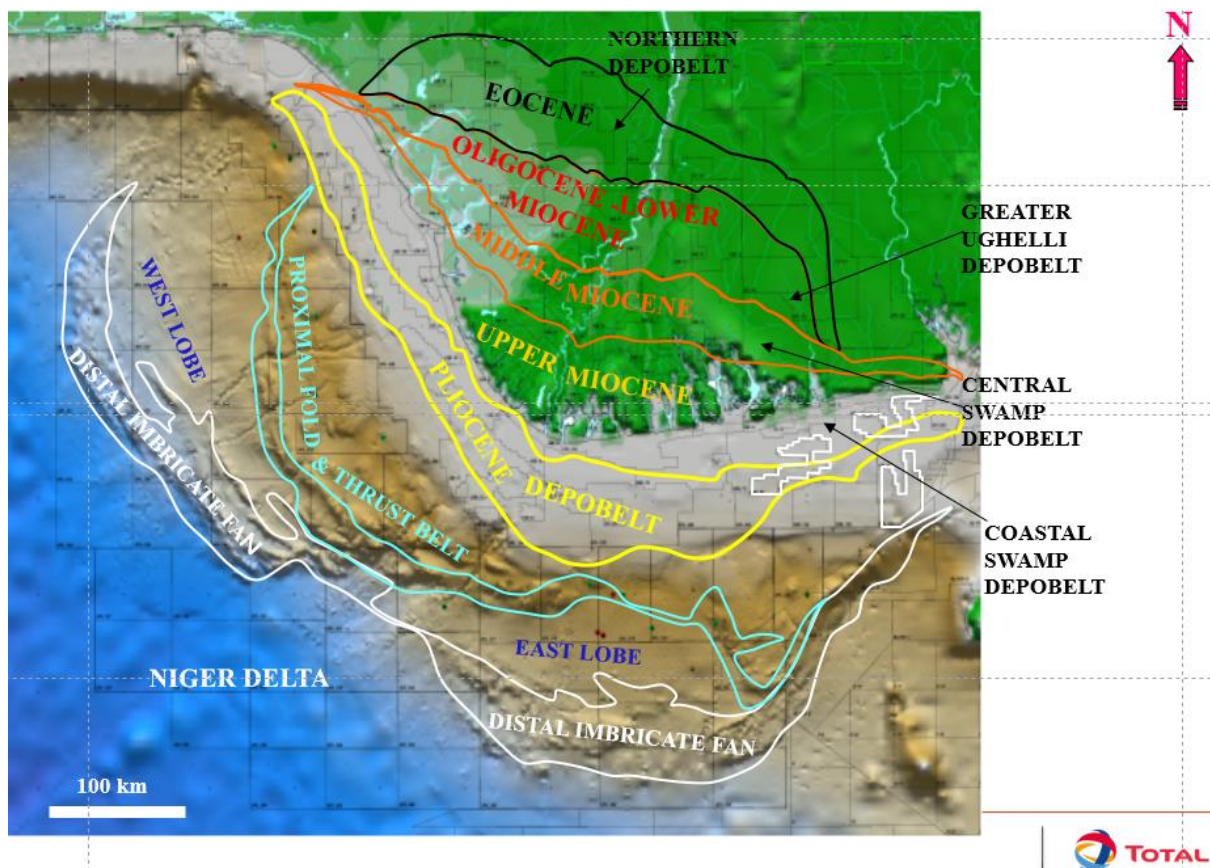 N
NORTHERN
DEPOBELT
EOCENE
OLIGOCENE -LOWER
MIOCENE
MIDDLE MIOCENE
GREATER
UGHELLI
DEPOBELT
WEST LOBE
PROXIMAL FOLD & THRUST BELT
UPPER MIOCENE
PLIOCENE DEPOBELT
DISTAL IMBRICATE FAN
CENTRAL
SWAMP
DEPOBELT
COASTAL
SWAMP
DEPOBELT
EAST LOBE
NIGER DELTA
DISTAL IMBRICATE FAN
100 km
TOTAL